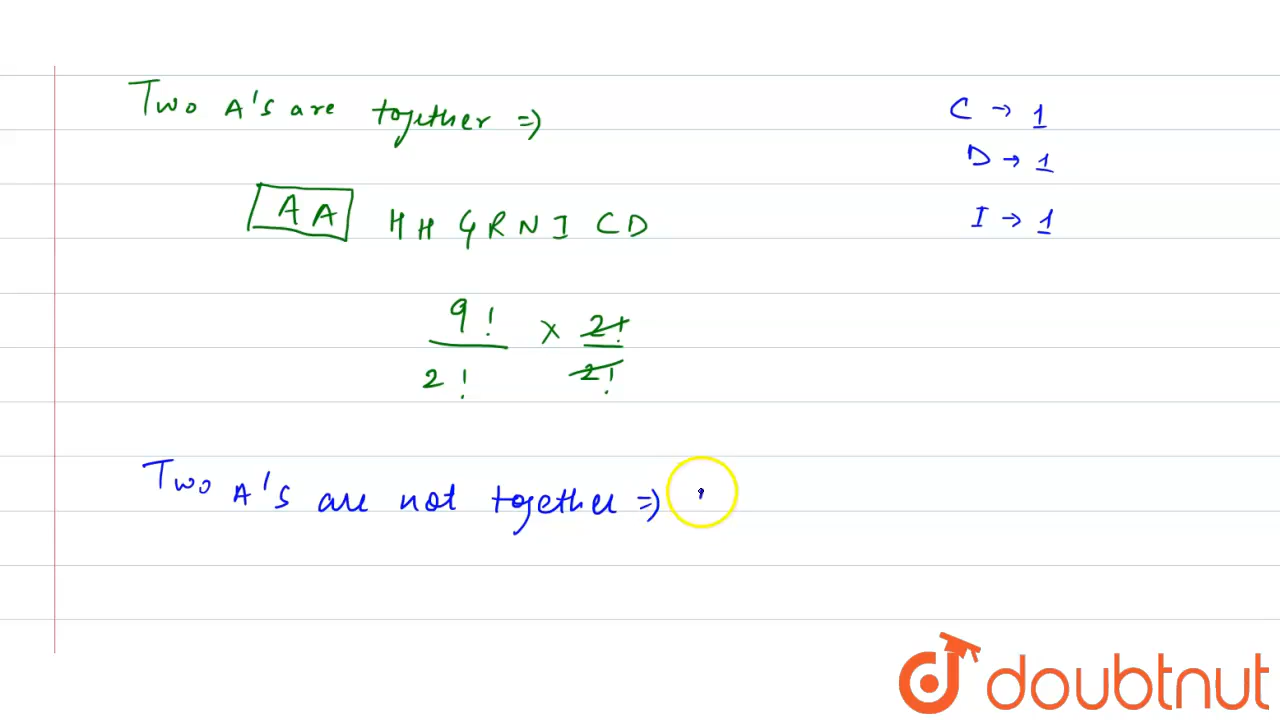 Two A's are together ⇒
C → 1
D → 1
I → 1
AA H H G R N I C D
9!/2! × 2!/2!
Two A's are not together ⇒
doubtnut